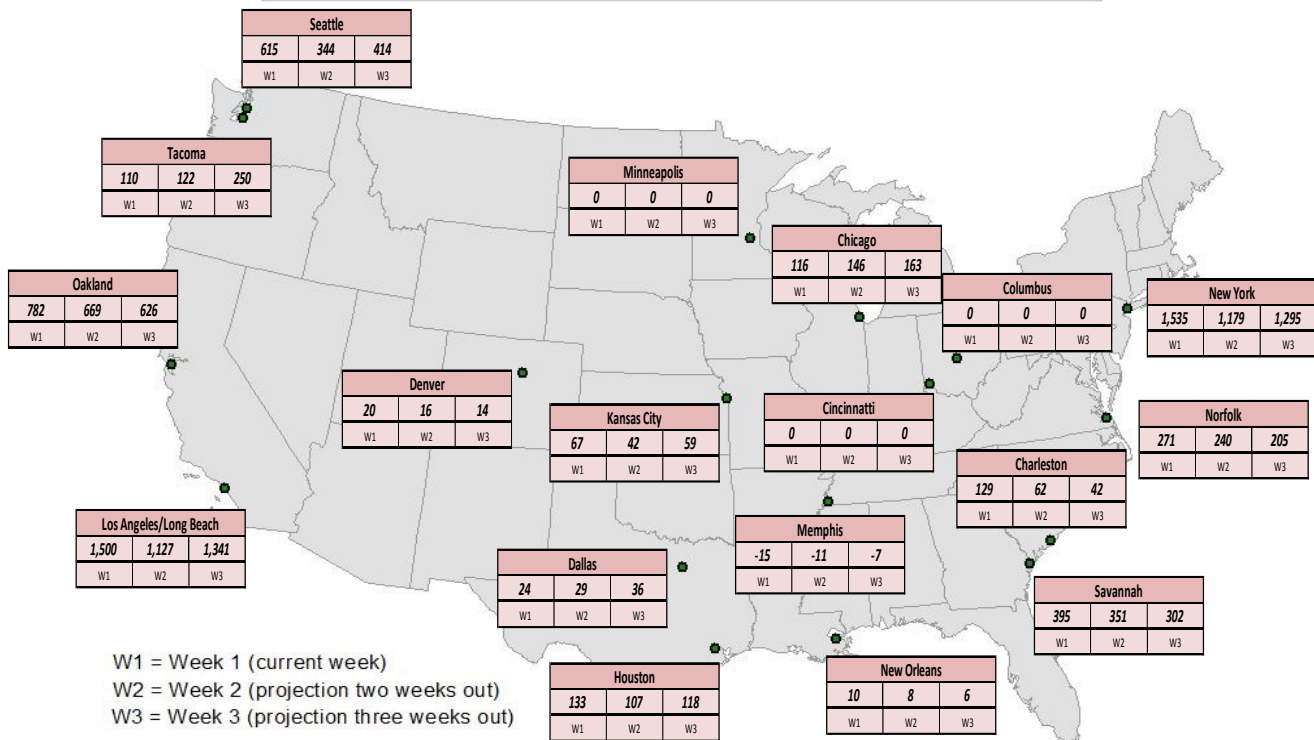 Seattle
615 344 414
W1 W2 W3
Tacoma
110 122 250
W1 W2 W3
Minneapolis
0 0 0
W1 W2 W3
Chicago
116 146 163
W1 W2 W3
Oakland
782 669 626
W1 W2 W3
Columbus
0 0 0
W1 W2 W3
New York
1,535 1,179 1,295
W1 W2 W3
Denver
20 16 14
W1 W2 W3
Kansas City
67 42 59
W1 W2 W3
Cincinnatti
0 0 0
W1 W2 W3
Norfolk
271 240 205
W1 W2 W3
Charleston
129 62 42
W1 W2 W3
Los Angeles/Long Beach
1,500 1,127 1,341
W1 W2 W3
Memphis
-15 -11 -7
W1 W2 W3
Dallas
24 29 36
W1 W2 W3
Savannah
395 351 302
W1 W2 W3
W1 = Week 1 (current week)
W2 = Week 2 (projection two weeks out)
W3 = Week 3 (projection three weeks out)
Houston
133 107 118
W1 W2 W3
New Orleans
10 8 6
W1 W2 W3